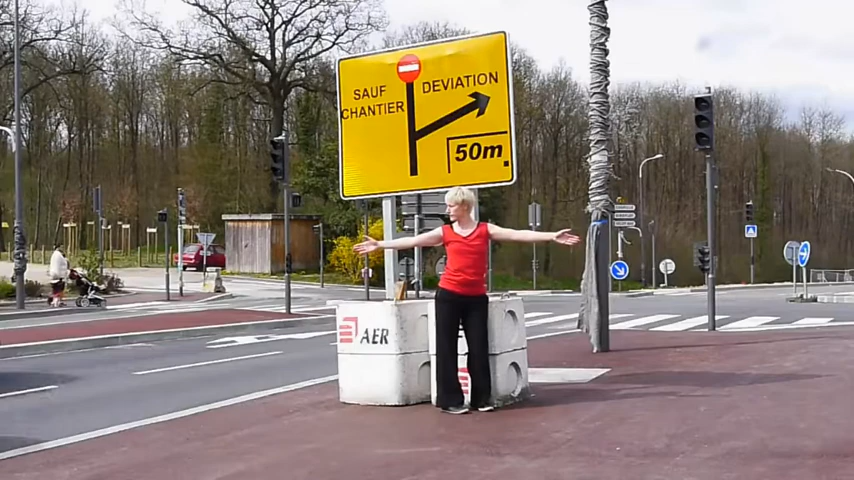 SAUF
CHANTIER
DEVIATION
50m.
AER